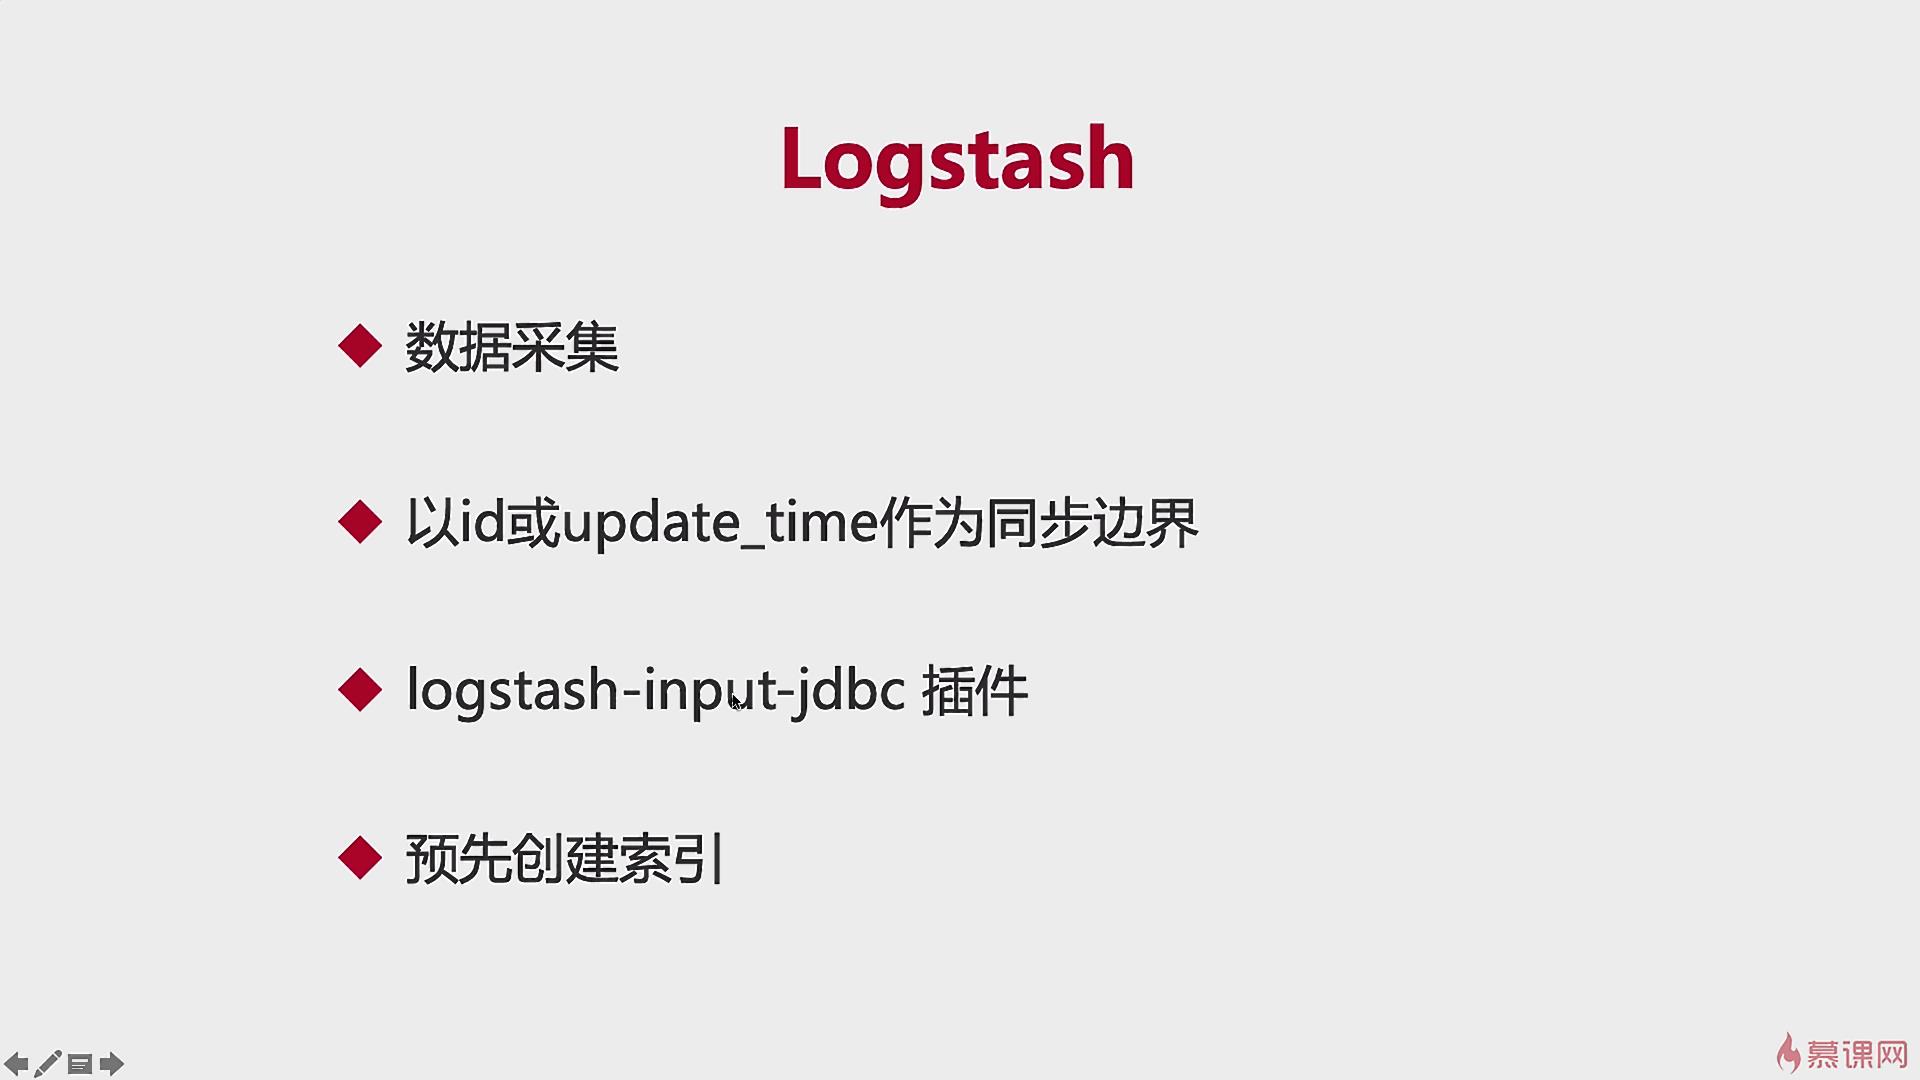 Logstash
数据采集
以id或update_time作为同步边界
logstash-input-jdbc 插件
预先创建索引
慕课网